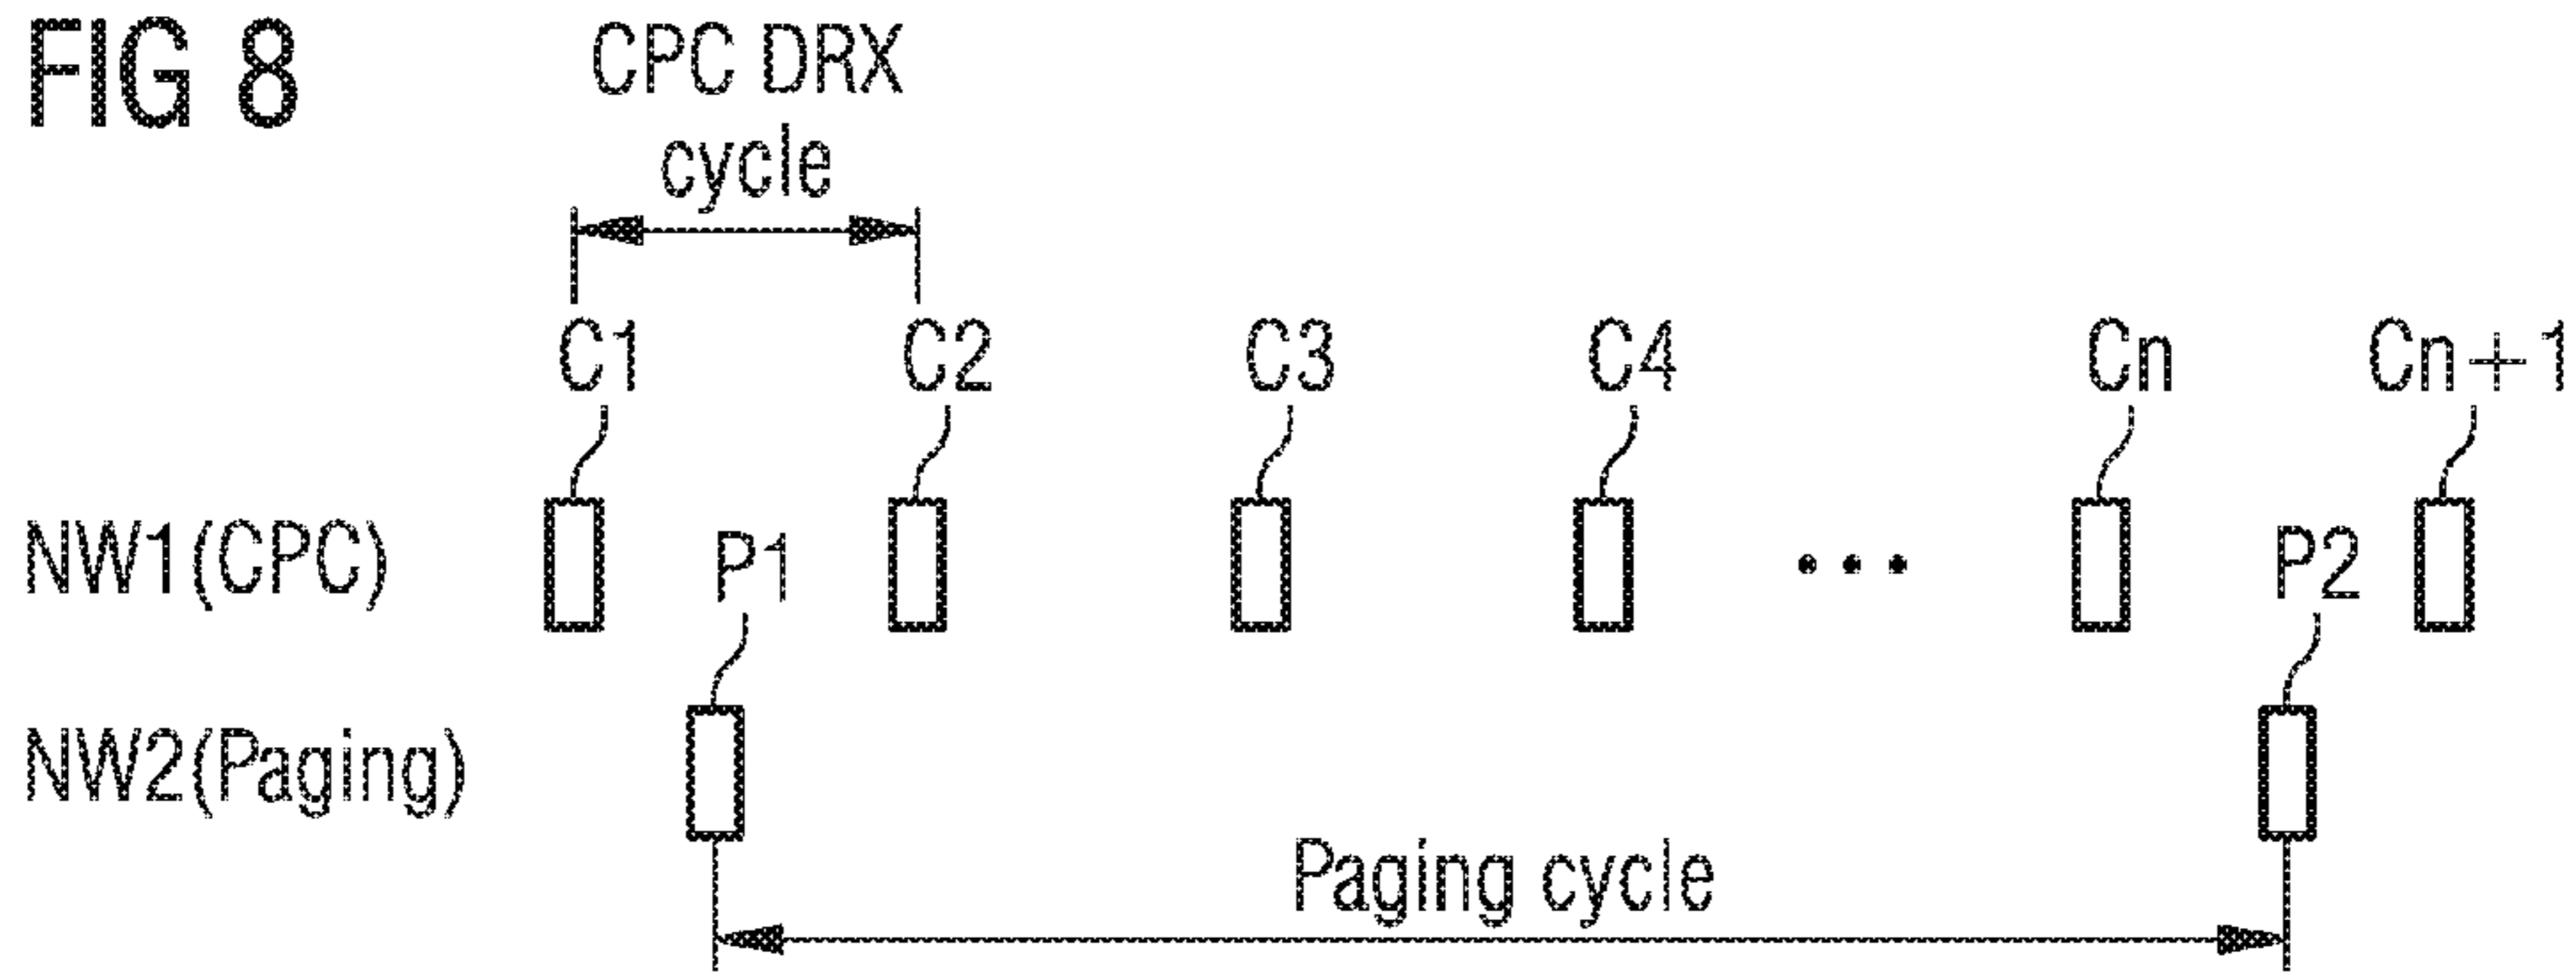 FIG 8
CPC DRX
cycle
C1 C2 C3 C4 Cn Cn+1
NW1(CPC) P1 ... P2
NW2(Paging)
Paging cycle